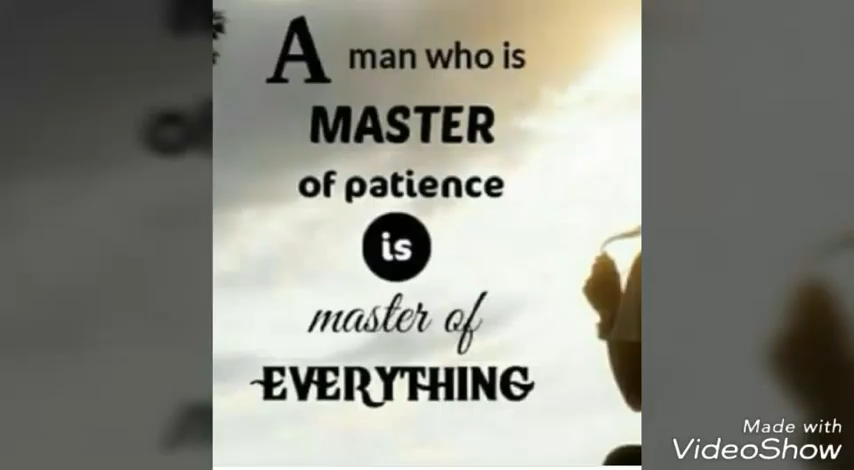 A man who is
MASTER
of patience
is
master of
EVERYTHING
Made with
VideoShow